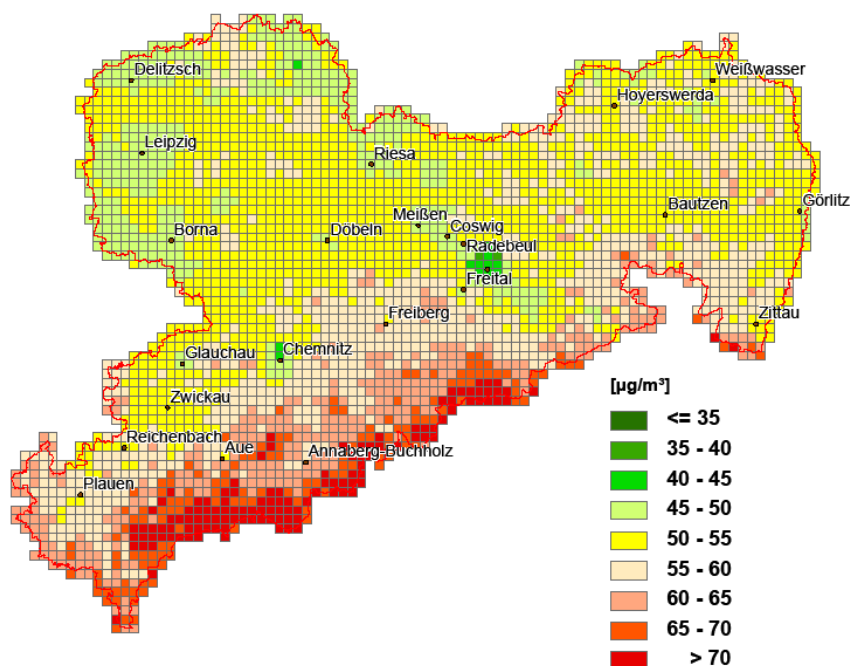 Delitzsch
Weißwasser
Hoyerswerda
Leipzig
Riesa
Bautzen
Görlitz
Meißen
Coswig
Borna
Döbeln
Radebeul
Freital
Freiberg
Zittau
Glauchau
Chemnitz
Zwickau
Reichenbach
Aue
Annaberg-Buchholz
Plauen
[µg/m³]
<= 35
35 - 40
40 - 45
45 - 50
50 - 55
55 - 60
60 - 65
65 - 70
> 70